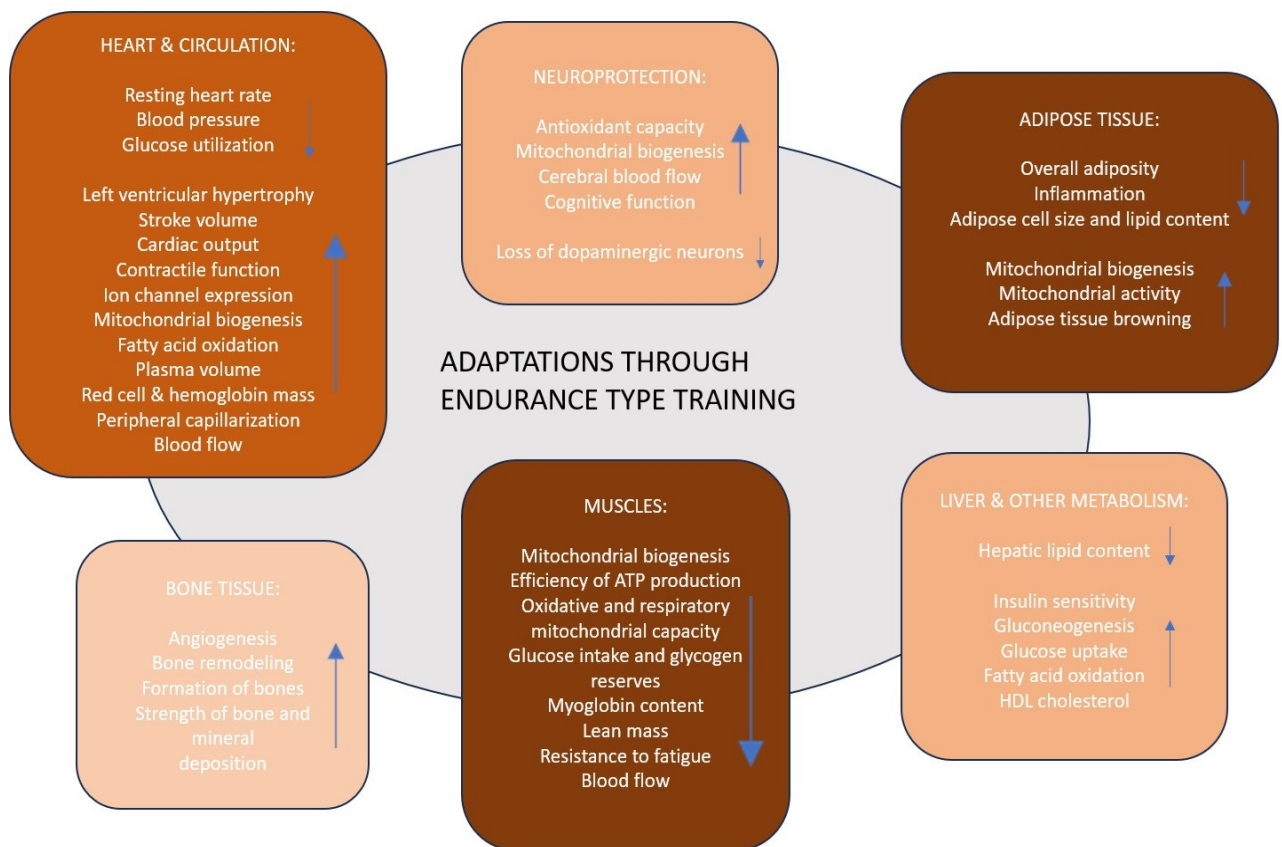 HEART & CIRCULATION:
Resting heart rate
Blood pressure
Glucose utilization
Left ventricular hypertrophy
Stroke volume
Cardiac output
Contractile function
Ion channel expression
Mitochondrial biogenesis
Fatty acid oxidation
Plasma volume
Red cell & hemoglobin mass
Peripheral capillarization
Blood flow
NEUROPROTECTION:
Antioxidant capacity
Mitochondrial biogenesis
Cerebral blood flow
Cognitive function
Loss of dopaminergic neurons
ADIPOSE TISSUE:
Overall adiposity
Inflammation
Adipose cell size and lipid content
Mitochondrial biogenesis
Mitochondrial activity
Adipose tissue browning
ADAPTATIONS THROUGH
ENDURANCE TYPE TRAINING
BONE TISSUE:
Angiogenesis
Bone remodeling
Formation of bones
Strength of bone and
mineral
deposition
MUSCLES:
Mitochondrial biogenesis
Efficiency of ATP production
Oxidative and respiratory
mitochondrial capacity
Glucose intake and glycogen
reserves
Myoglobin content
Lean mass
Resistance to fatigue
Blood flow
LIVER & OTHER METABOLISM:
Hepatic lipid content
Insulin sensitivity
Gluconeogenesis
Glucose uptake
Fatty acid oxidation
HDL cholesterol